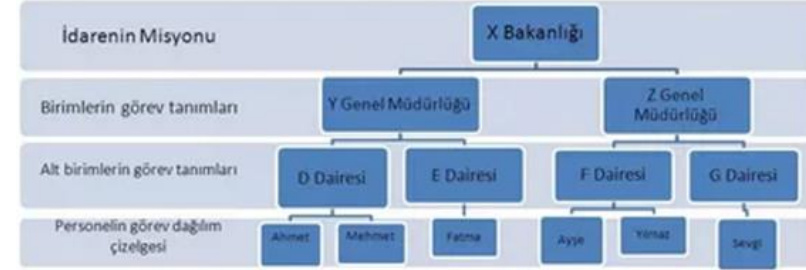 İdarenin Misyonu
X Bakanlığı
Birimlerin görev tanımları
Y Genel Müdürlüğü
Z Genel
Müdürlüğü
Alt birimlerin görev tanımları
D Dairesi
E Dairesi
F Dairesi
G Dairesi
Personelin görev dağılım
çizelgesi
Ahmet
Mehmet
Fatma
Ayşe
Yılmaz
Sevgi